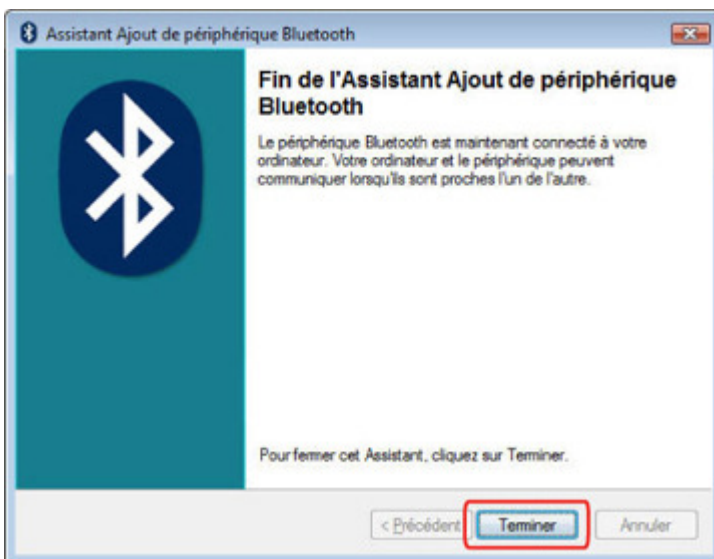 Assistant Ajout de périphérique Bluetooth
Fin de l'Assistant Ajout de périphérique
Bluetooth
Le périphérique Bluetooth est maintenant connecté à votre
ordinateur. Votre ordinateur et le périphérique peuvent
communiquer lorsqu'ils sont proches l'un de l'autre.
Pour fermer cet Assistant, cliquez sur Terminer.
< Précédent Terminer Annuler